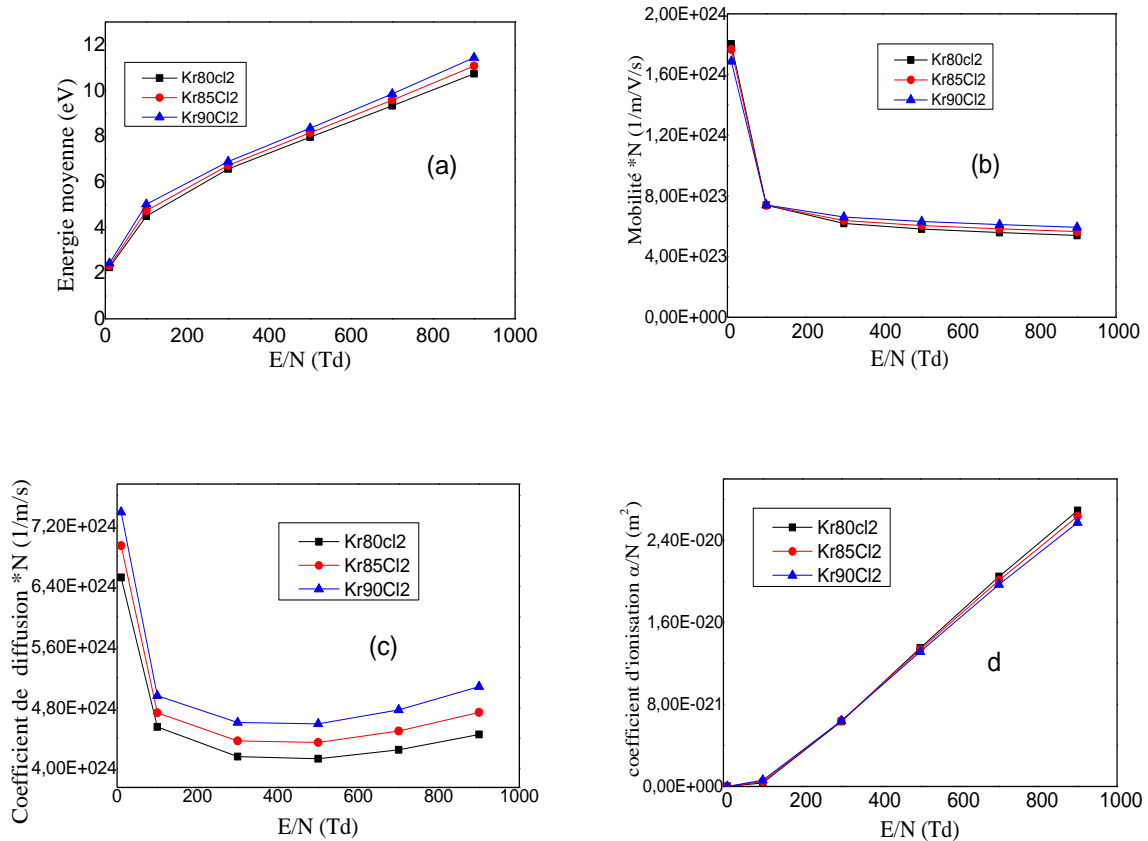 Energie moyenne (eV)
12
10
8
6
4
2
0
Kr80cl2
Kr85Cl2
Kr90Cl2
(a)
0 200 400 600 800 1000
E/N (Td)
Mobilité *N (1/m/V/s)
2,00E+024
1,60E+024
1,20E+024
8,00E+023
4,00E+023
0,00E+000
Kr80cl2
Kr85Cl2
Kr90Cl2
(b)
0 200 400 600 800 1000
E/N (Td)
Coefficient de diffusion *N (1/m/s)
7,20E+024
6,40E+024
5,60E+024
4,80E+024
4,00E+024
Kr80cl2
Kr85Cl2
Kr90Cl2
(c)
0 200 400 600 800 1000
E/N (Td)
coefficient d'ionisation α/N (m²)
2,40E-020
1,60E-020
8,00E-021
0,00E+000
Kr80cl2
Kr85Cl2
Kr90Cl2
d
0 200 400 600 800 1000
E/N (Td)